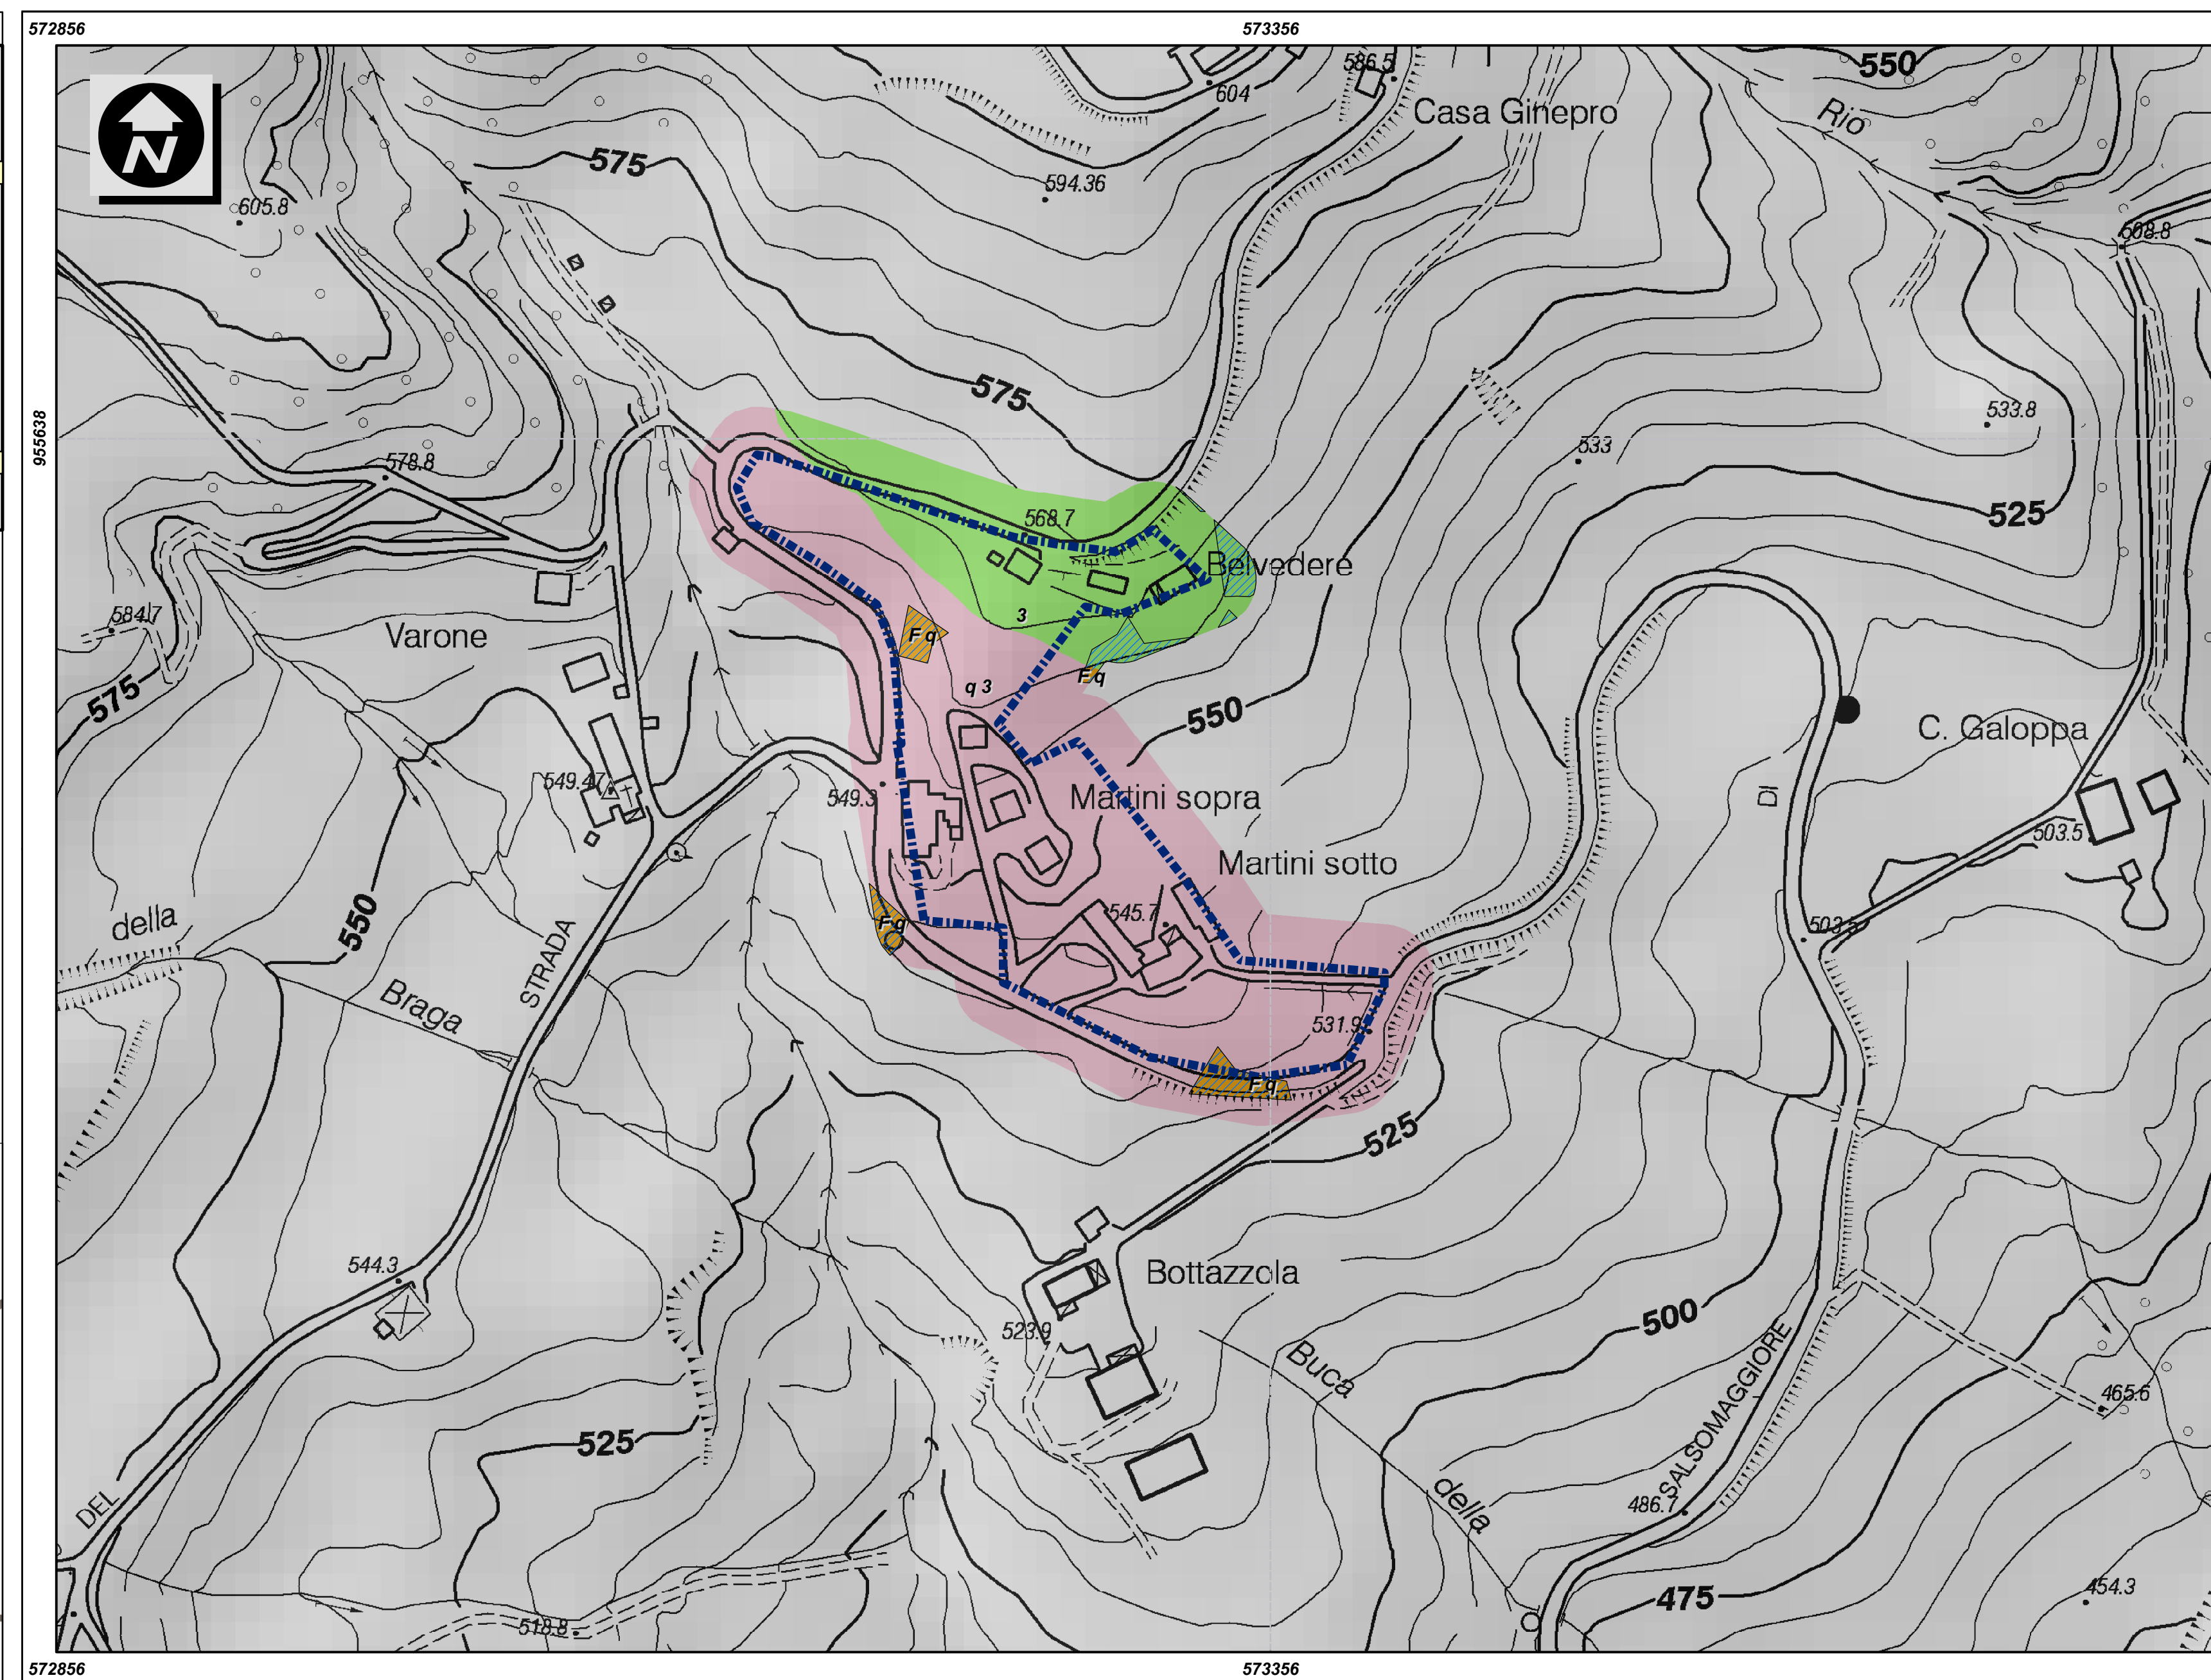 572856
573356
550
586.5
604
Casa Ginepro
Rio
N
575
594.36
605.8
508.8
575
955638
533.8
578.8
533
525
568.7
Belvedere
584.7
3
F q
Varone
F q
q 3
575
550
C. Galoppa
549.47
549.3
Martini sopra
DI
503.5
Martini sotto
della
550
F q
545.7
503.5
STRADA
Braga
531.9
F q
525
544.3
Bottazzola
523.9
500
Buca
SALSOMAGGIORE
465.6
525
DEL
della
486.7
475
454.3
518.8
572856
573356